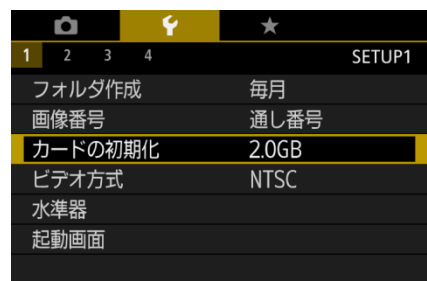 1 2 3 4 SETUP1
フォルダ作成 毎月
画像番号 通し番号
カードの初期化 2.0GB
ビデオ方式 NTSC
水準器
起動画面